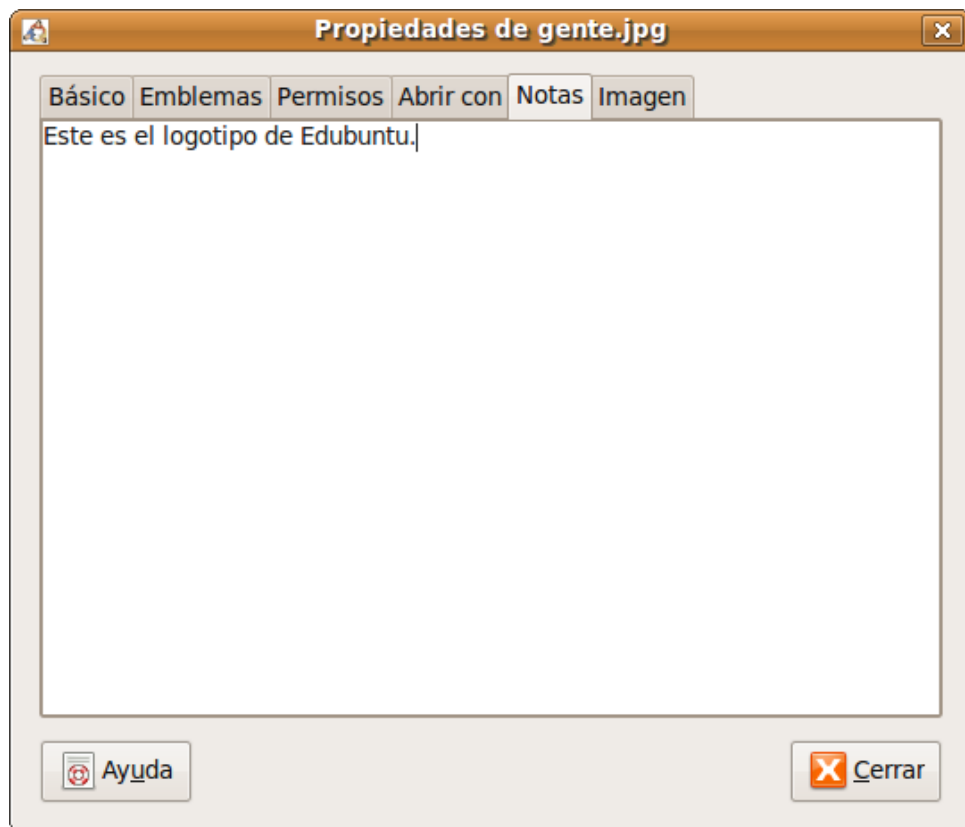 Propiedades de gente.jpg
Básico Emblemas Permisos Abrir con Notas Imagen
Este es el logotipo de Edubuntu.
Ayuda Cerrar